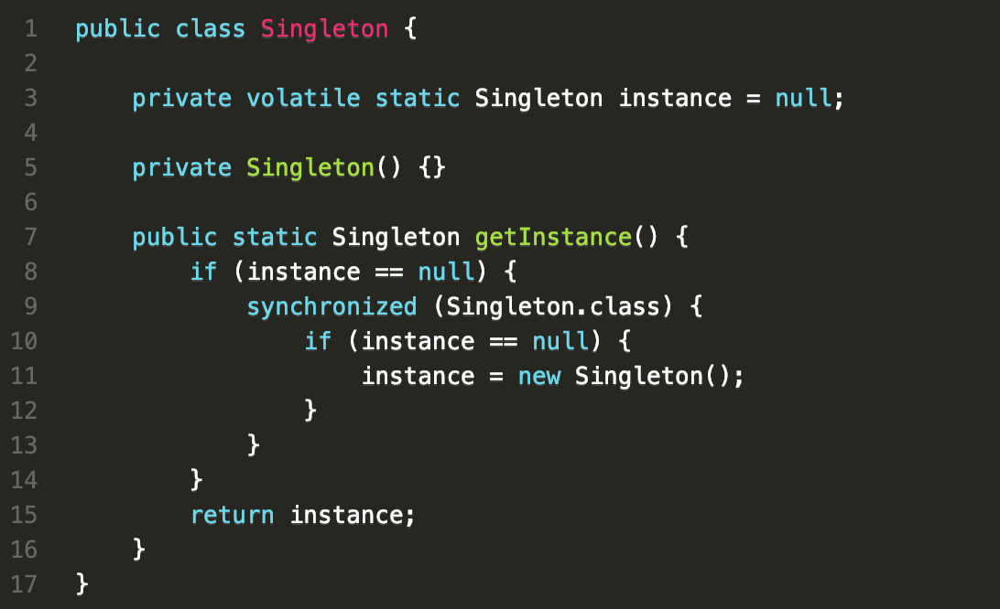 1 public class Singleton {
2
3 private volatile static Singleton instance = null;
4
5 private Singleton() {}
6
7 public static Singleton getInstance() {
8 if (instance == null) {
9 synchronized (Singleton.class) {
10 if (instance == null) {
11 instance = new Singleton();
12 }
13 }
14 }
15 return instance;
16 }
17 }